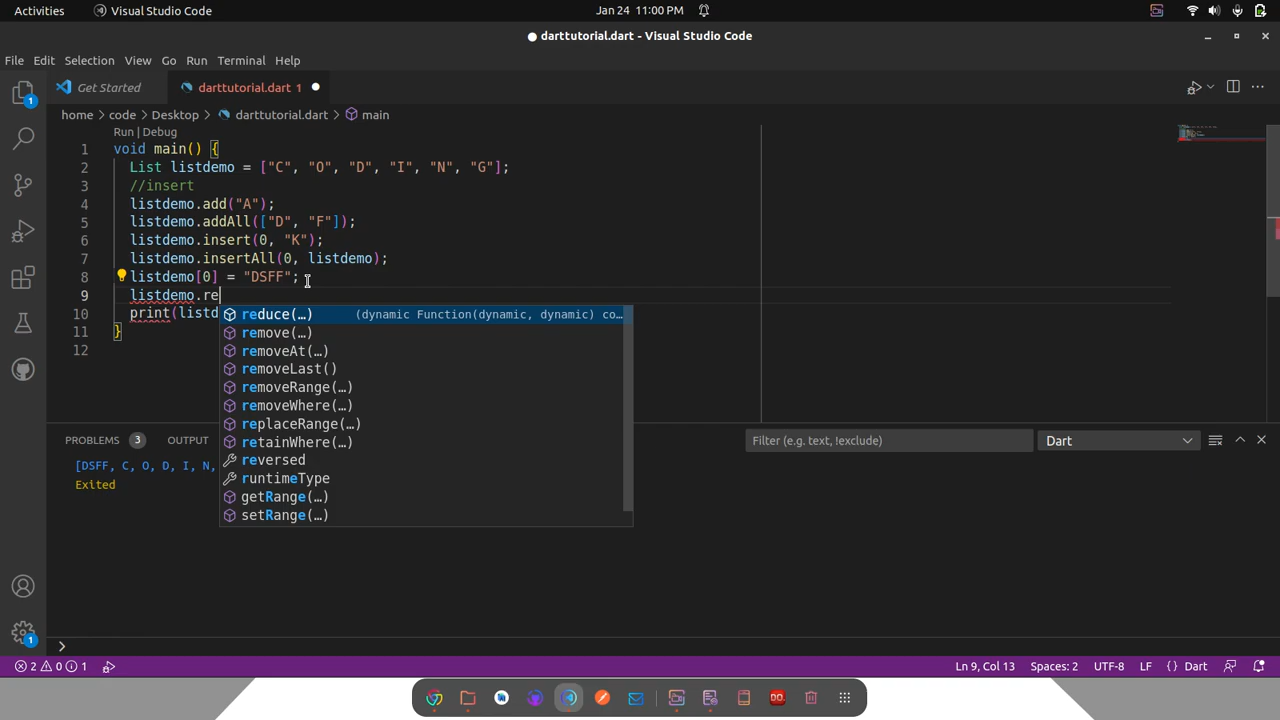 Activities Visual Studio Code Jan 24 11:00 PM
darttutorial.dart - Visual Studio Code
File Edit Selection View Go Run Terminal Help
1 Get Started darttutorial.dart 1
home > code > Desktop > darttutorial.dart > main
Run | Debug
1 void main() {
2 List listdemo = ["C", "O", "D", "I", "N", "G"];
3 //insert
4 listdemo.add("A");
5 listdemo.addAll(["D", "F"]);
6 listdemo.insert(0, "K");
7 listdemo.insertAll(0, listdemo);
8 listdemo[0] = "DSFF";
9 listdemo.re
10 print(listd
11 }
12
reduce(…) (dynamic Function(dynamic, dynamic) co…
remove(…)
removeAt(…)
removeLast()
removeRange(…)
removeWhere(…)
replaceRange(…)
retainWhere(…)
reversed
runtimeType
getRange(…)
setRange(…)
PROBLEMS 3 OUTPUT Filter (e.g. text, !exclude) Dart
[DSFF, C, O, D, I, N,
Exited
1
2 0 1 Ln 9, Col 13 Spaces: 2 UTF-8 LF { } Dart
DO